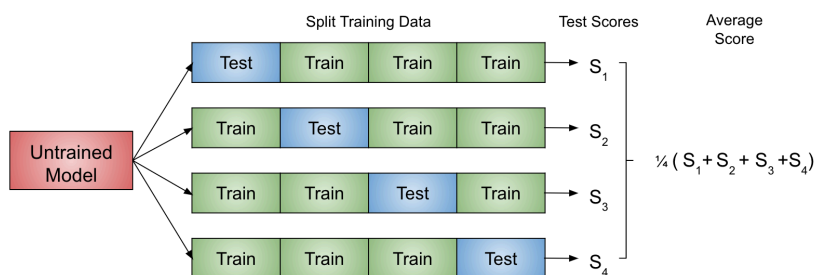 Split Training Data
Test Scores
Average
Score
Test Train Train Train
S₁
Train Test Train Train
S₂
Untrained
Model
¼ ( S₁+ S₂ + S₃ +S₄)
Train Train Test Train
S₃
Train Train Train Test
S₄